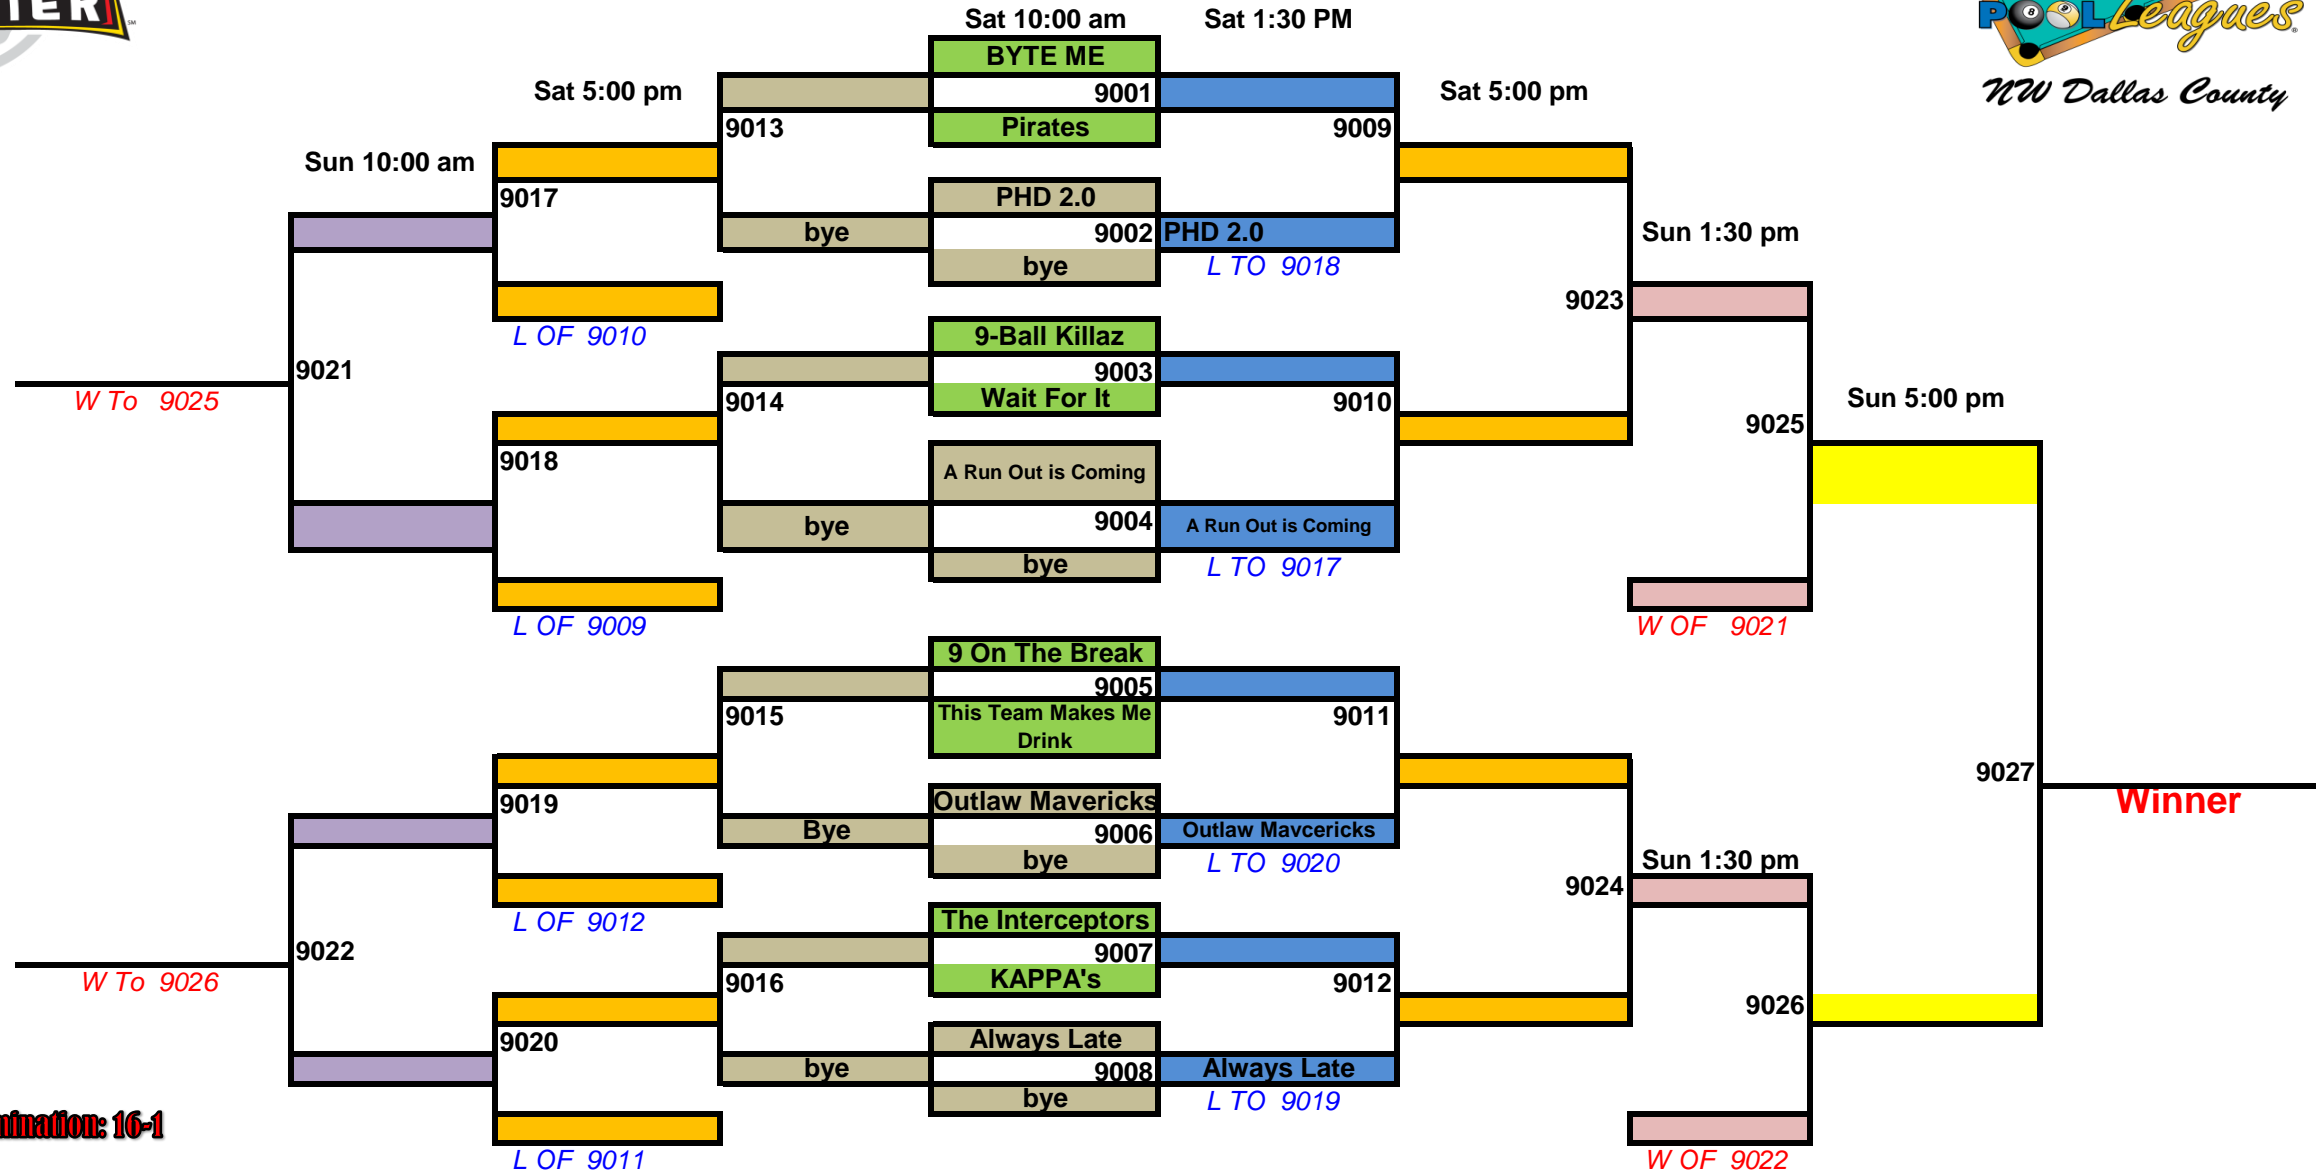 TER
SM
Sat 10:00 am
Sat 1:30 PM
POOL Leagues
NW Dallas County
BYTE ME
Sat 5:00 pm
9001
Sat 5:00 pm
9013
Pirates
9009
Sun 10:00 am
9017
PHD 2.0
bye
9002
PHD 2.0
Sun 1:30 pm
bye
L TO 9018
9023
L OF 9010
9-Ball Killaz
9021
9003
W To 9025
9014
Wait For It
9010
Sun 5:00 pm
9025
9018
A Run Out is Coming
bye
9004
A Run Out is Coming
bye
L TO 9017
L OF 9009
W OF 9021
9 On The Break
9005
9015
This Team Makes Me
Drink
9011
9027
Winner
9019
Outlaw Mavericks
Bye
9006
Outlaw Mavcericks
bye
L TO 9020
Sun 1:30 pm
9024
L OF 9012
The Interceptors
9022
9007
W To 9026
9016
KAPPA's
9012
9026
9020
Always Late
bye
9008
Always Late
bye
L TO 9019
mination: 16-1
L OF 9011
W OF 9022